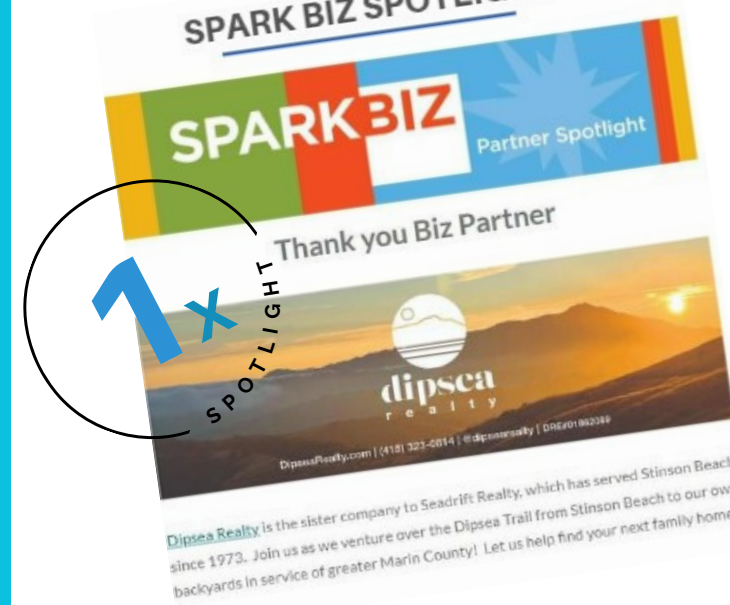 SPARK BIZ SPOTLIG
SPARKBIZ
Partner Spotlight
Thank you Biz Partner
1x
SPOTLIGHT
dipsea
realty
DipseaRealty.com | (415) 323-0614 | @dipsearealty |
Dipsea Realty is the sister company to Seadrift Realty, which has served Stinson Beach
since 1973. Join us as we venture over the Dipsea Trail from Stinson Beach to our ow
backyards in service of greater Marin County! Let us help find your next family home